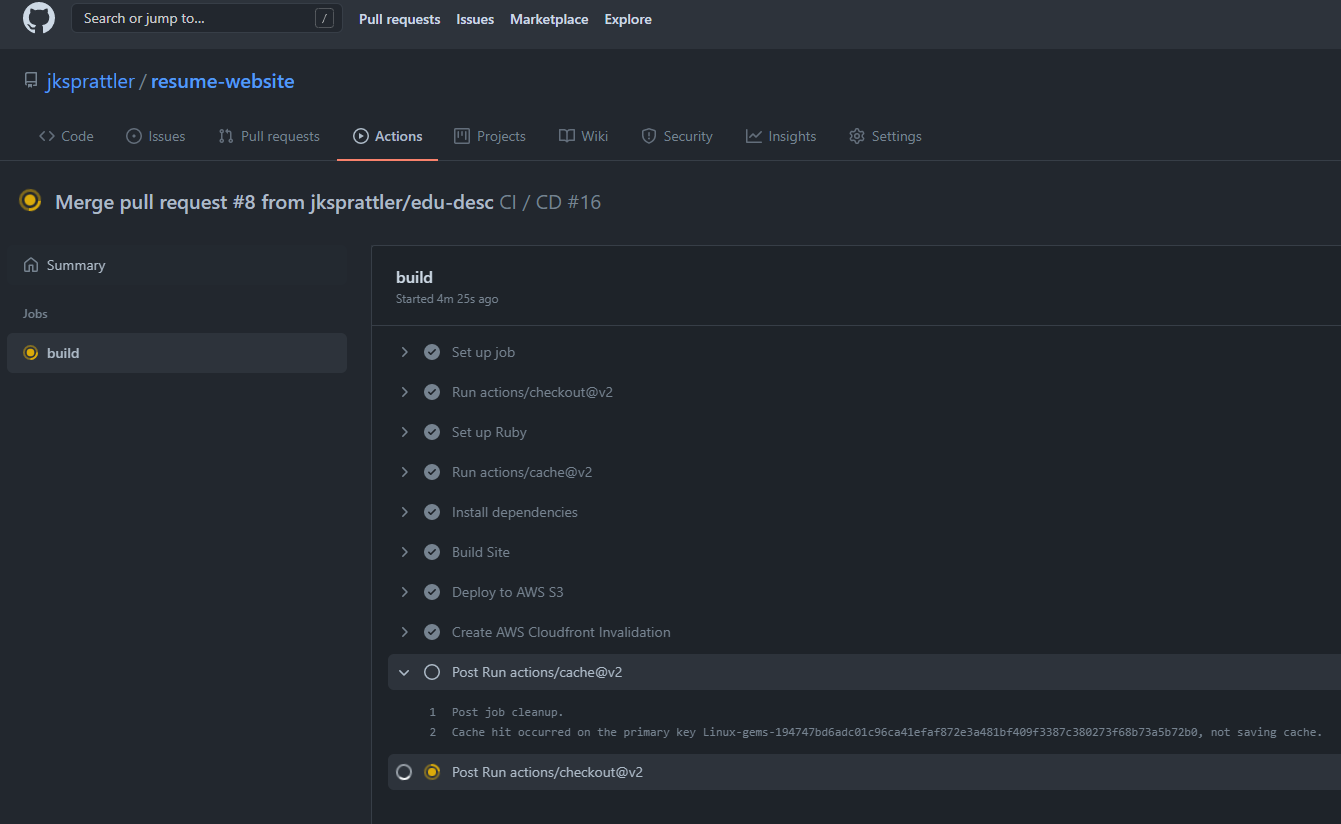 Search or jump to... /
Pull requests Issues Marketplace Explore
jksprattler / resume-website
Code Issues Pull requests Actions Projects Wiki Security Insights Settings
Merge pull request #8 from jksprattler/edu-desc CI / CD #16
Summary
Jobs
build
build
Started 4m 25s ago
Set up job
Run actions/checkout@v2
Set up Ruby
Run actions/cache@v2
Install dependencies
Build Site
Deploy to AWS S3
Create AWS Cloudfront Invalidation
Post Run actions/cache@v2
1 Post job cleanup.
2 Cache hit occurred on the primary key Linux-gems-194747bd6adc01c96ca41efaf872e3a481bf409f3387c380273f68b73a5b72b0, not saving cache.
Post Run actions/checkout@v2